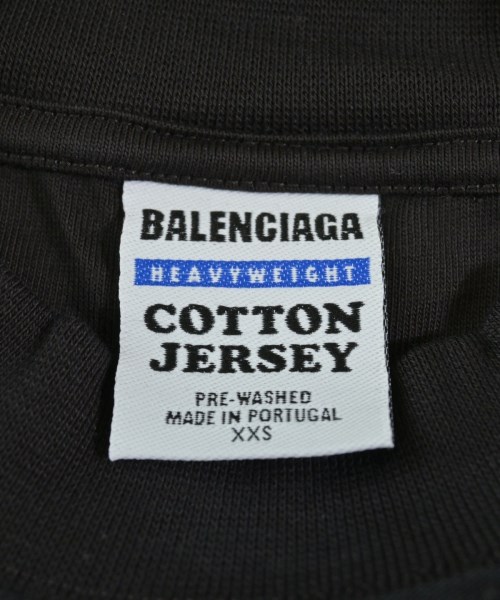 BALENCIAGA
HEAVYWEIGHT
COTTON
JERSEY
PRE-WASHED
MADE IN PORTUGAL
XXS